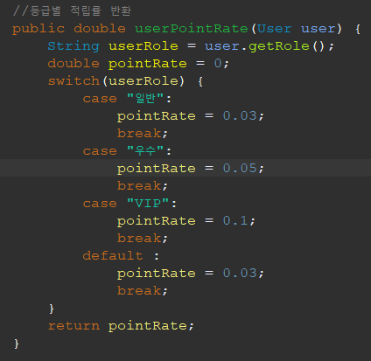 //등급별 적립률 반환
public double userPointRate(User user) {
    String userRole = user.getRole();
    double pointRate = 0;
    switch(userRole) {
        case "일반":
            pointRate = 0.03;
            break;
        case "우수":
            pointRate = 0.05;
            break;
        case "VIP":
            pointRate = 0.1;
            break;
        default :
            pointRate = 0.03;
            break;
    }
    return pointRate;
}